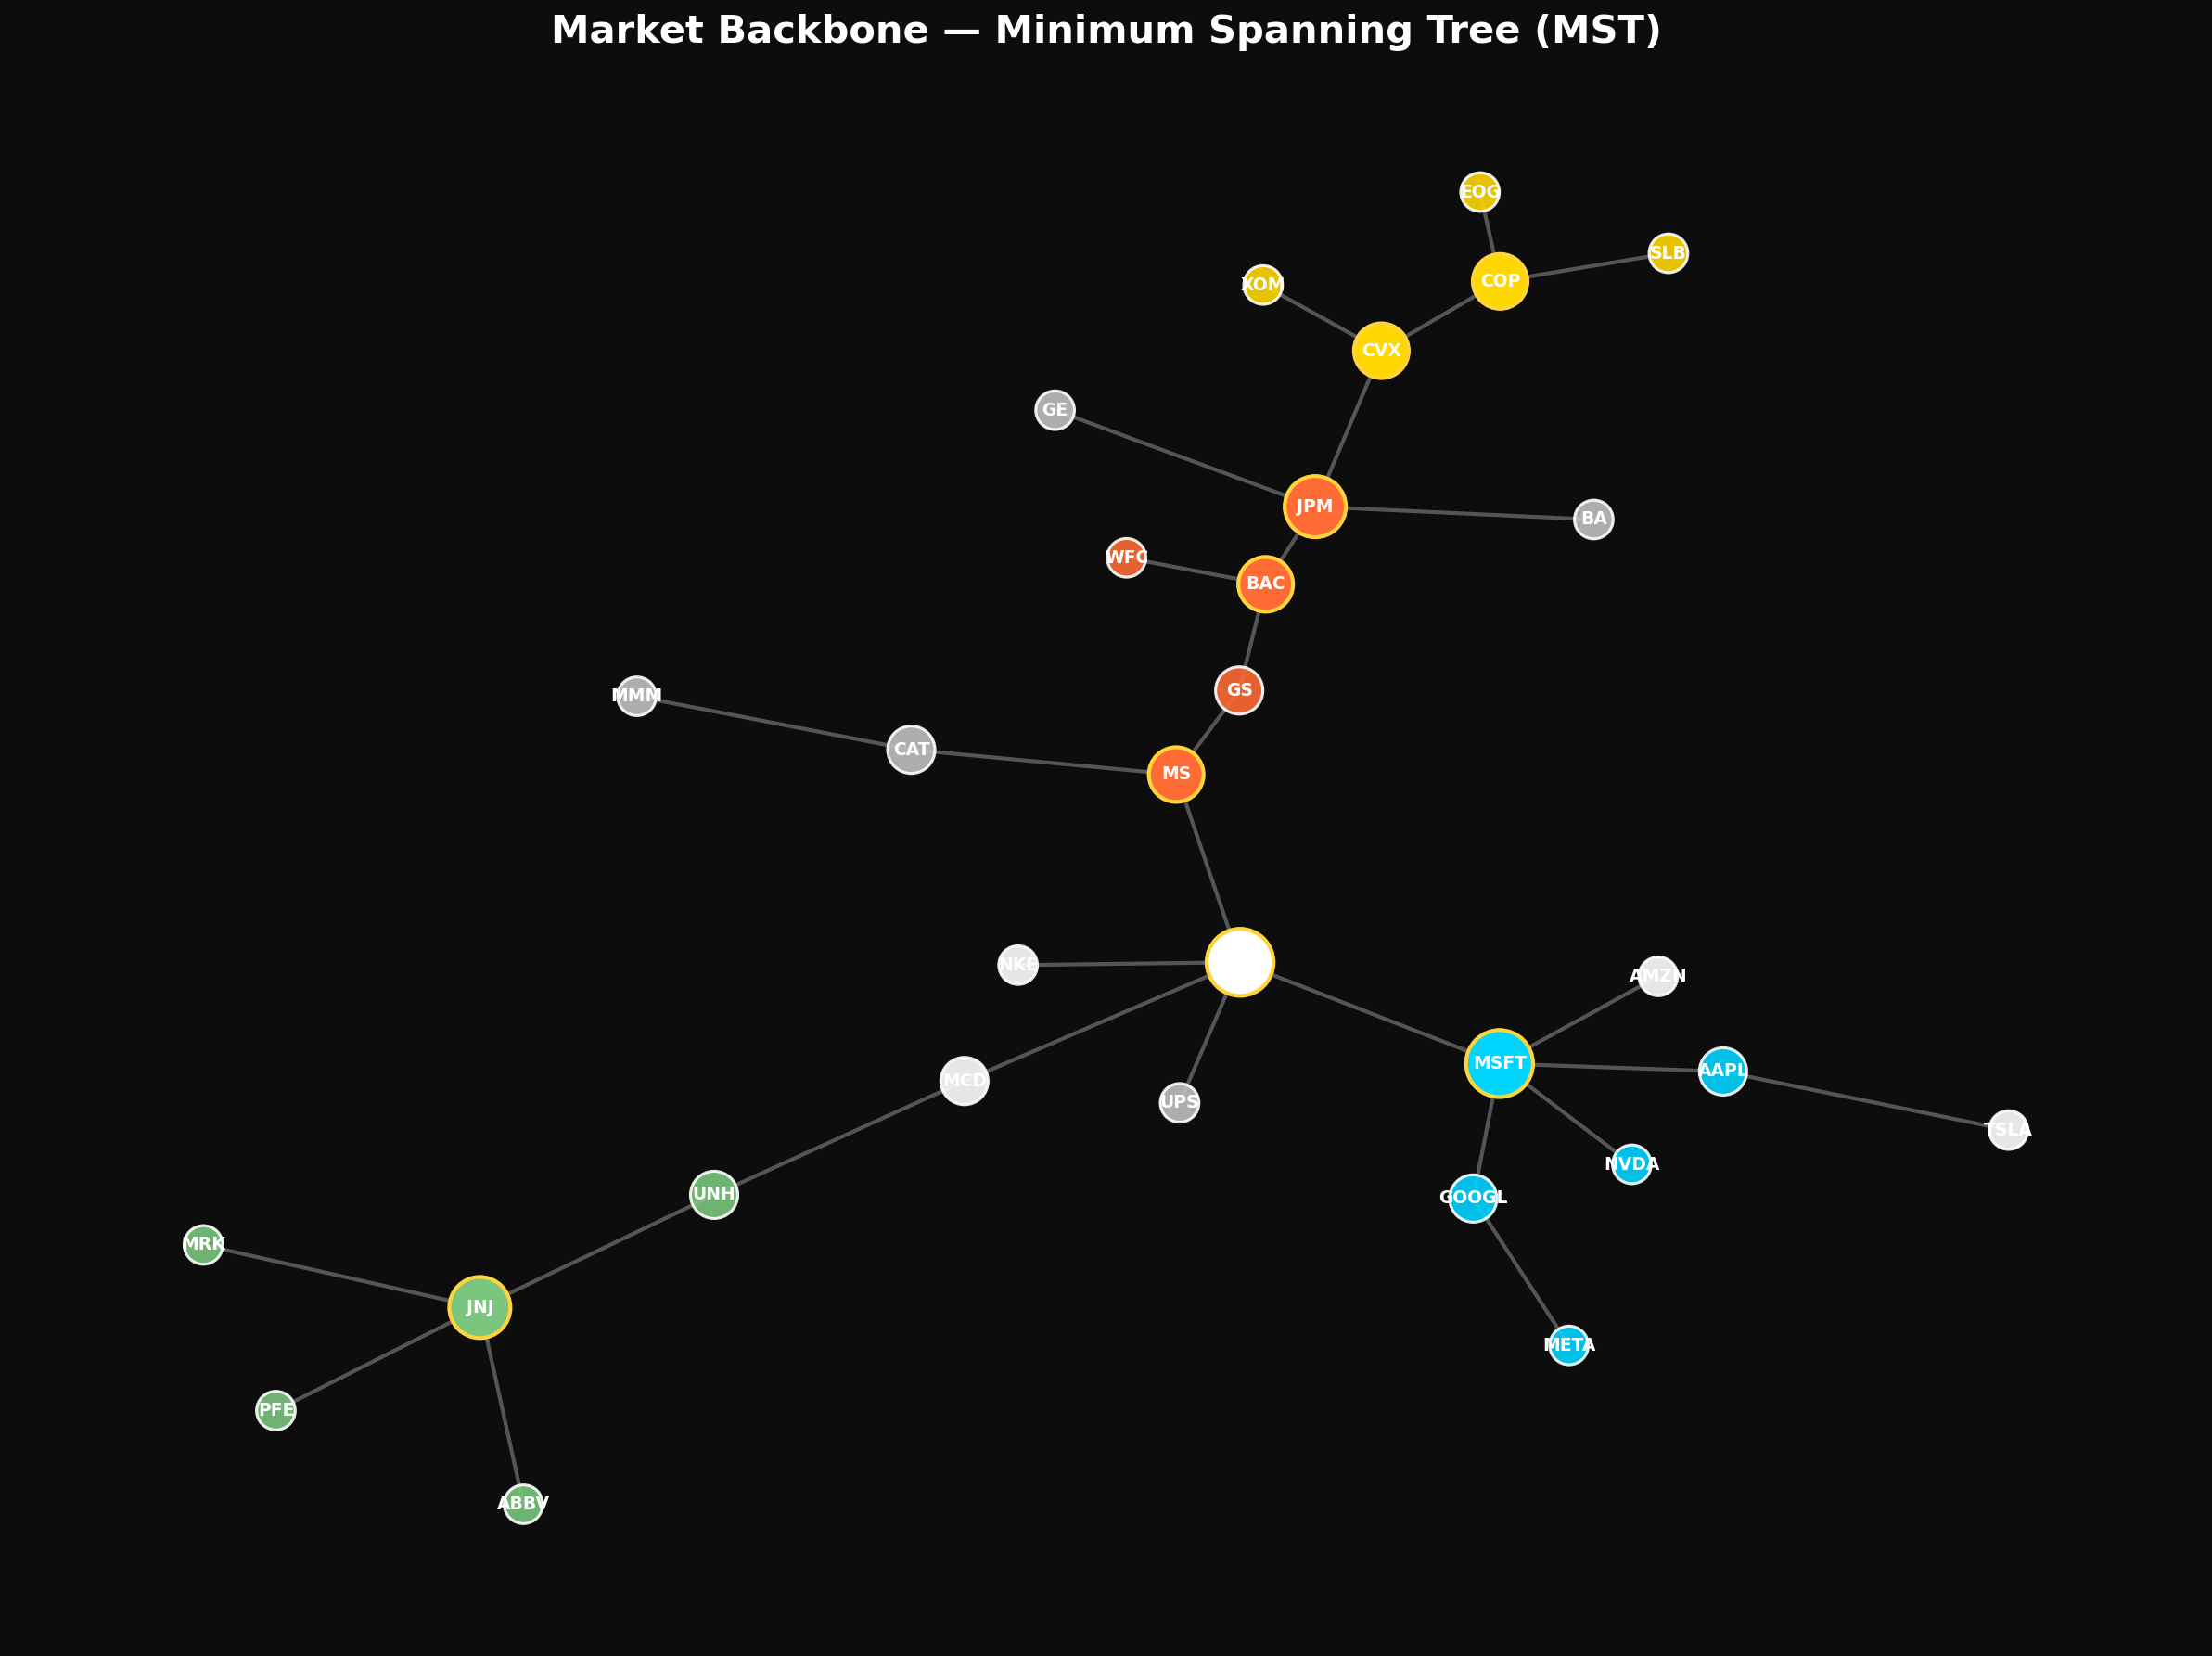 Market Backbone — Minimum Spanning Tree (MST)
EOG
SLB
COP
XOM
CVX
GE
JPM
BA
WFC
BAC
GS
MMM
CAT
MS
NKE
AMZN
MSFT
AAPL
MCD
UPS
TSLA
NVDA
UNH
GOOGL
MRK
JNJ
META
PFE
ABBV